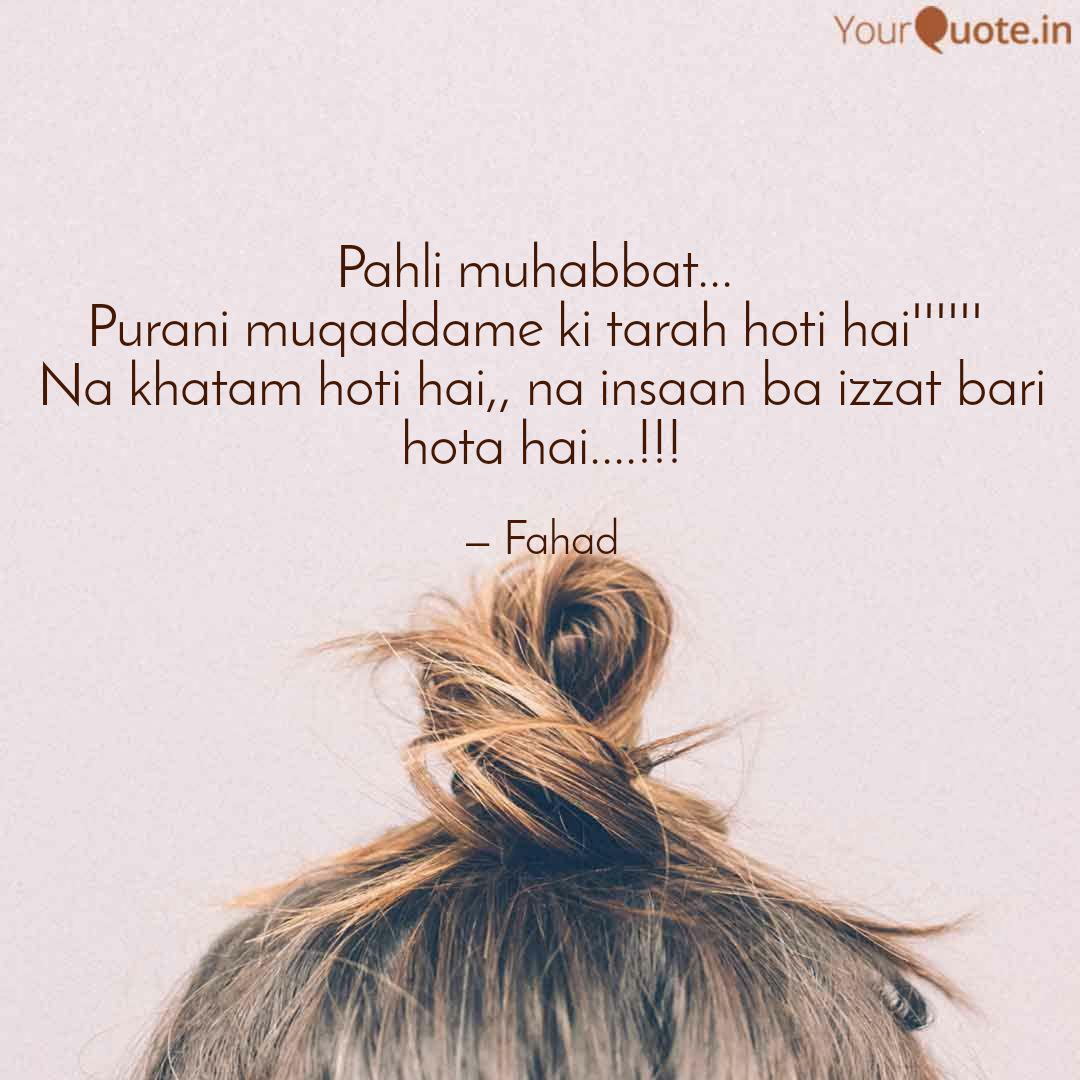 YourQuote.in
Pahli muhabbat...
Purani muqaddame ki tarah hoti hai''''''
Na khatam hoti hai,, na insaan ba izzat bari
hota hai....!!!
– Fahad